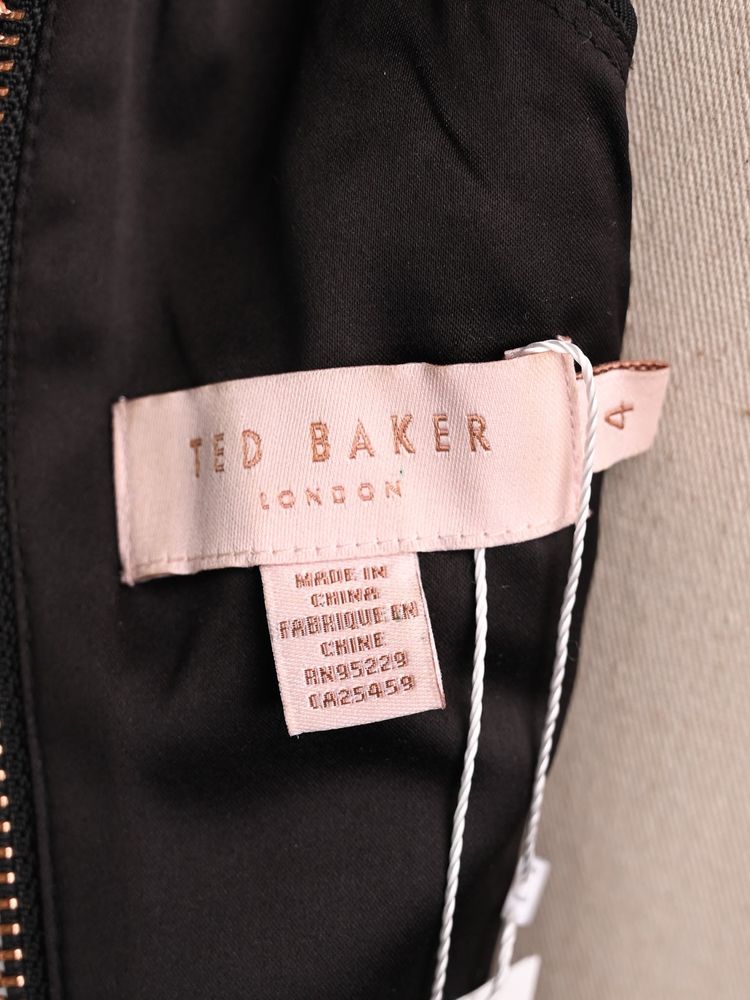 TED BAKER
LONDON
4
MADE IN
CHINA
FABRIQUE EN
CHINE
RN95229
CA25459